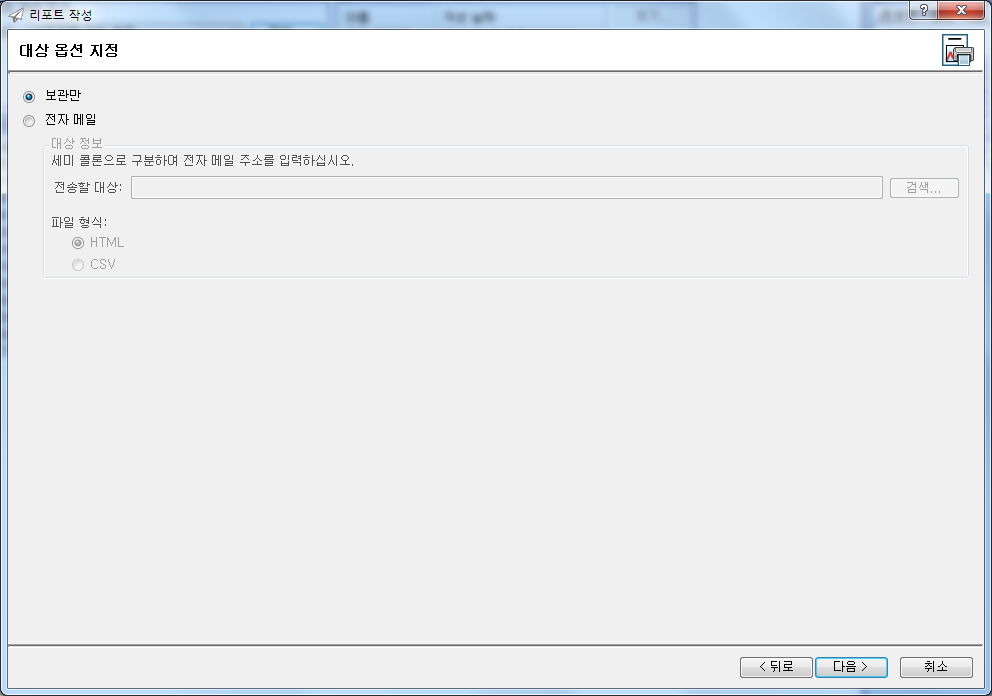 리포트 작성
?
대상 옵션 지정
보관만
전자 메일
대상 정보
세미 콜론으로 구분하여 전자 메일 주소를 입력하십시오.
전송할 대상:
검색...
파일 형식:
HTML
CSV
< 뒤로
다음 >
취소